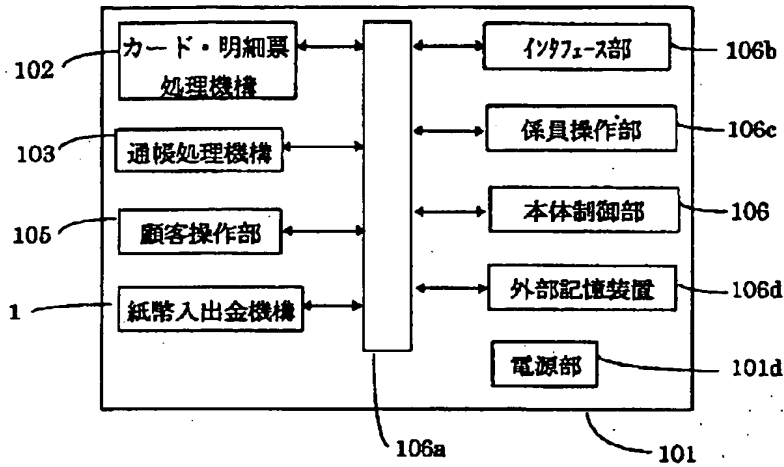 カード・明細票
処理機構
102
通帳処理機構
103
顧客操作部
105
紙幣入出金機構
1
インタフェース部
106b
係員操作部
106c
本体制御部
106
外部記憶装置
106d
電源部
101d
106a
101